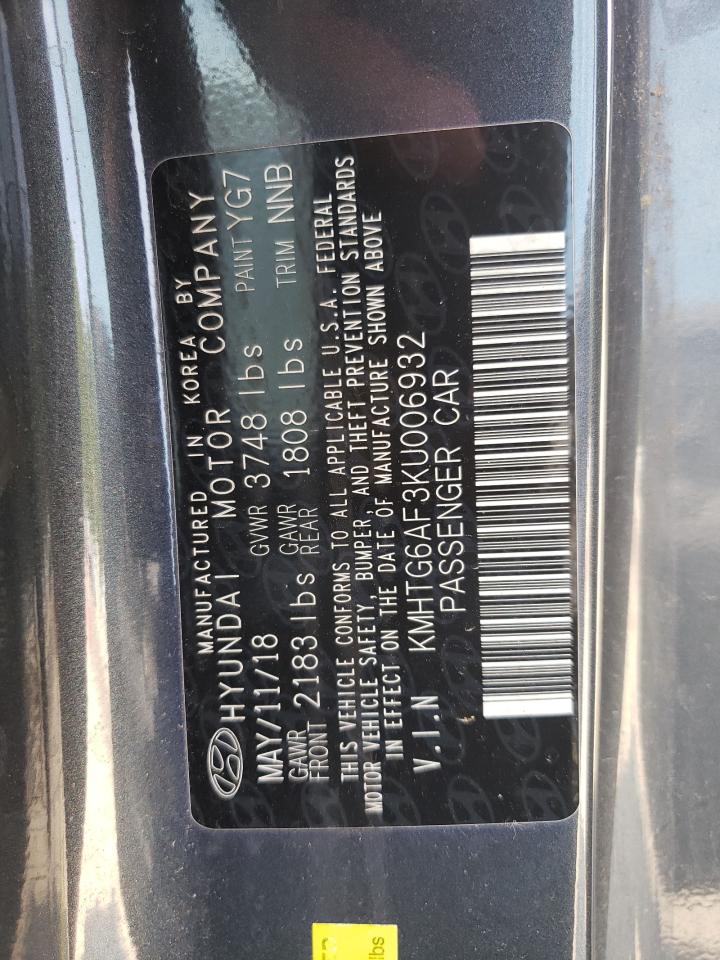 MANUFACTURED IN KOREA BY
HYUNDAI MOTOR COMPANY
MAY/11/18 GVWR 3748 lbs PAINT YG7
GAWR FRONT 2183 lbs GAWR REAR 1808 lbs TRIM NNB
THIS VEHICLE CONFORMS TO ALL APPLICABLE U.S.A. FEDERAL
MOTOR VEHICLE SAFETY, BUMPER, AND THEFT PREVENTION STANDARDS
IN EFFECT ON THE DATE OF MANUFACTURE SHOWN ABOVE
V.I.N KMHTG6AF3KU006932
PASSENGER CAR
lbs